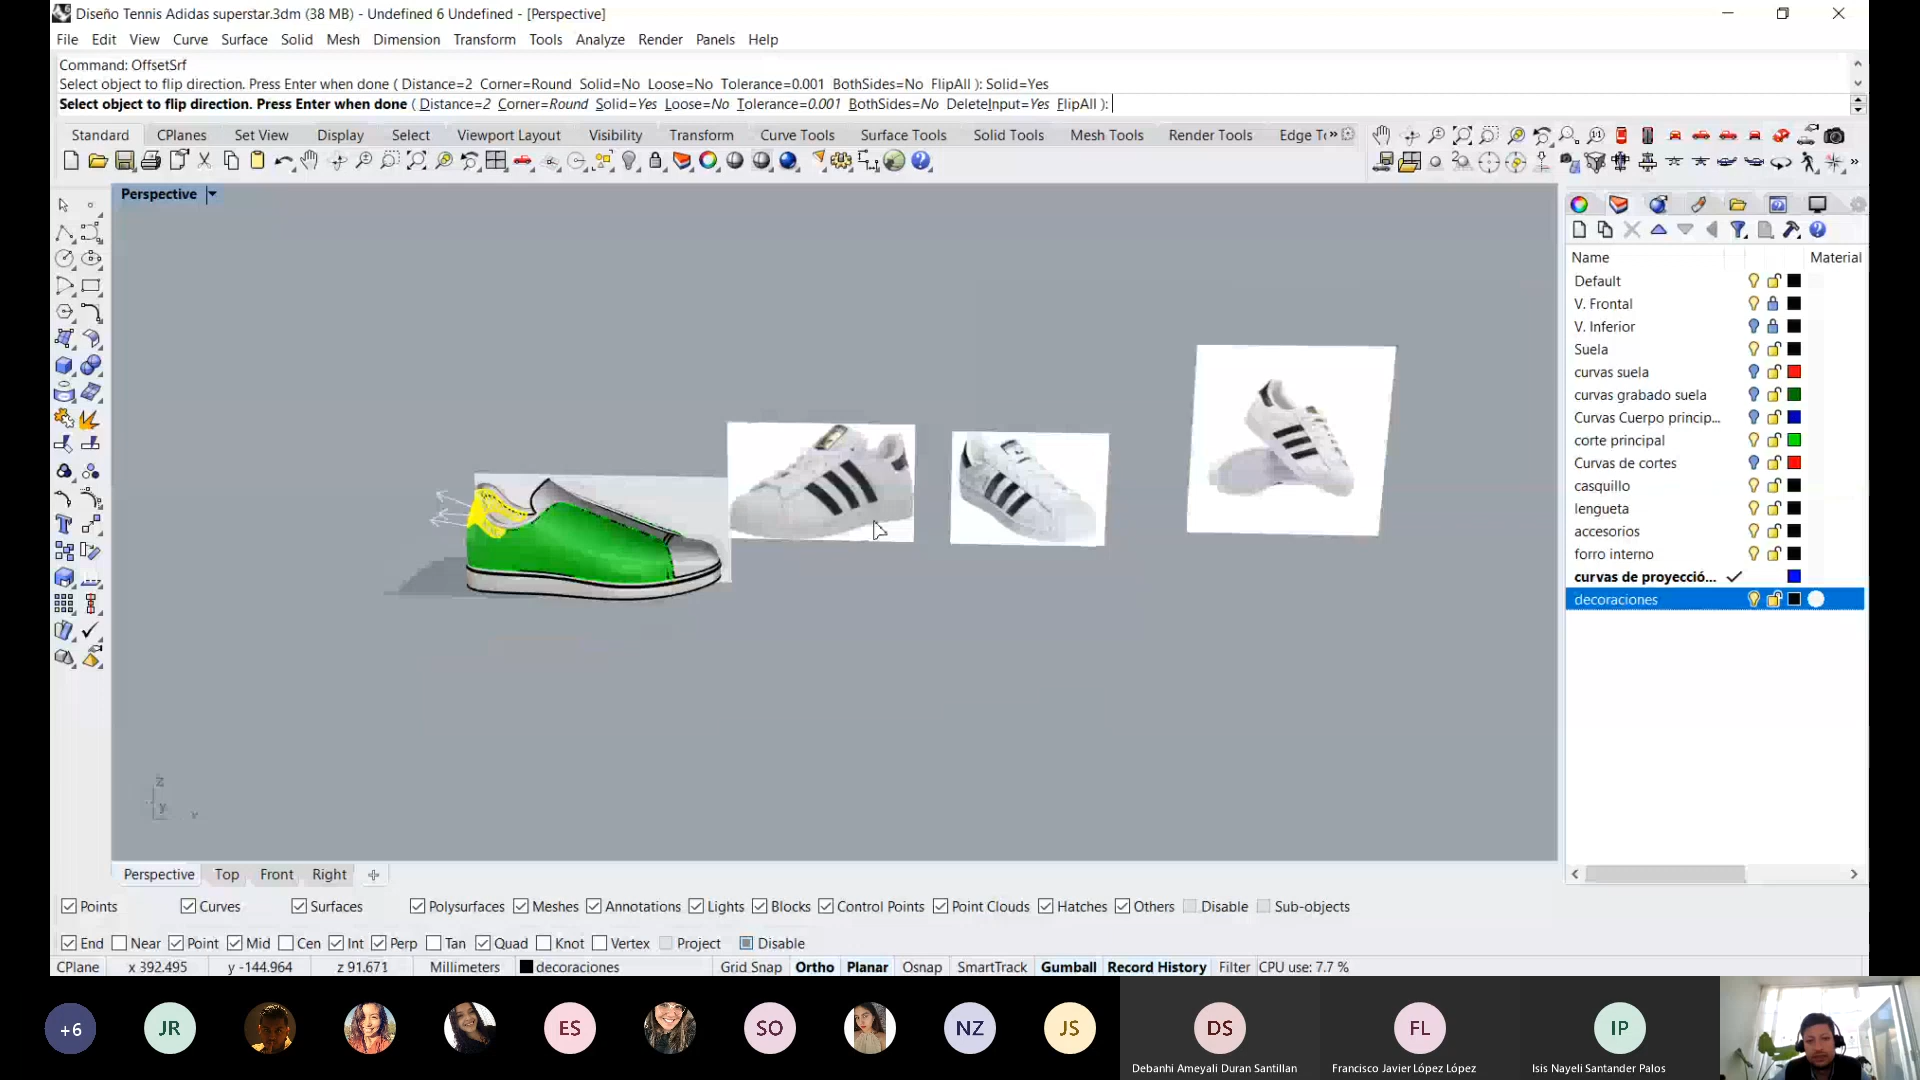 Diseño Tennis Adidas superstar.3dm (38 MB) - Undefined 6 Undefined - [Perspective]
File Edit View Curve Surface Solid Mesh Dimension Transform Tools Analyze Render Panels Help
Command: OffsetSrf
Select object to flip direction. Press Enter when done ( Distance=2 Corner=Round Solid=No Loose=No Tolerance=0.001 BothSides=No FlipAll ): Solid=Yes
Select object to flip direction. Press Enter when done ( Distance=2 Corner=Round Solid=Yes Loose=No Tolerance=0.001 BothSides=No DeleteInput=Yes FlipAll ):
Standard CPlanes Set View Display Select Viewport Layout Visibility Transform Curve Tools Surface Tools Solid Tools Mesh Tools Render Tools Edge T
Perspective
Name Material
Default
V. Frontal
V. Inferior
Suela
curvas suela
curvas grabado suela
Curvas Cuerpo princip...
corte principal
Curvas de cortes
casquillo
lengueta
accesorios
forro interno
curvas de proyecció...
decoraciones
z
y
Perspective Top Front Right
Points Curves Surfaces Polysurfaces Meshes Annotations Lights Blocks Control Points Point Clouds Hatches Others Disable Sub-objects
End Near Point Mid Cen Int Perp Tan Quad Knot Vertex Project Disable
CPlane x 392.495 y -144.964 z 91.671 Millimeters decoraciones Grid Snap Ortho Planar Osnap SmartTrack Gumball Record History Filter CPU use: 7.7 %
+6 JR ES SO NZ JS DS FL IP
Debanhi Ameyali Duran Santillan Francisco Javier López López Isis Nayeli Santander Palos